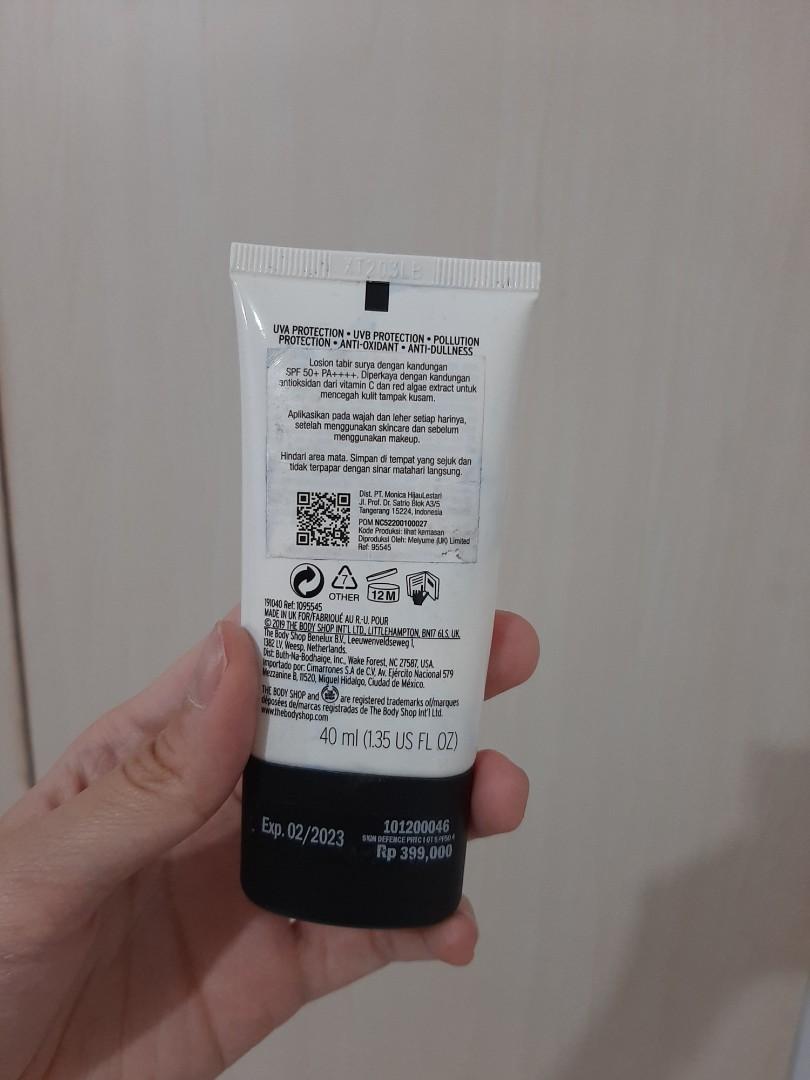 XT203LB
UVA PROTECTION • UVB PROTECTION • POLLUTION
PROTECTION • ANTI-OXIDANT • ANTI-DULLNESS
Losion tabir surya dengan kandungan
SPF 50+ PA++++. Diperkaya dengan kandungan
antioksidan dari vitamin C dan red algae extract untuk
mencegah kulit tampak kusam.
Aplikasikan pada wajah dan leher setiap harinya,
setelah menggunakan skincare dan sebelum
menggunakan makeup.
Hindari area mata. Simpan di tempat yang sejuk dan
tidak terpapar dengan sinar matahari langsung.
Dist. PT. Monica HijauLestari
Jl. Prof. Dr. Satrio Blok A3/5
Tangerang 15224, Indonesia
POM NC52200100027
Kode Produksi: lihat kemasan
Diproduksi Oleh: Meiyume (UK) Limited
Ref: 95545
7
OTHER
12M
191040 Ref: 1095545
MADE IN UK FOR/FABRIQUÉ AU R.-U. POUR
© 2019 THE BODY SHOP INT'L LTD., LITTLEHAMPTON, BN17 6LS, UK.
The Body Shop Benelux B.V., Leeuwenveldseweg 1,
1382 LV, Weesp, Netherlands.
Dist: Buth-Na-Bodhaige, inc., Wake Forest, NC 27587, USA.
Importado por: Cimarrones S.A de C.V, Av. Ejército Nacional 579
Mezzanine B, 11520, Miguel Hidalgo, Ciudad de México.
THE BODY SHOP and are registered trademarks of/marques
déposées de/marcas registradas de The Body Shop Int'l Ltd.
www.thebodyshop.com
40 ml (1.35 US FL OZ)
Exp. 02/2023
101200046
SKIN DEFENCE
Rp 399,000